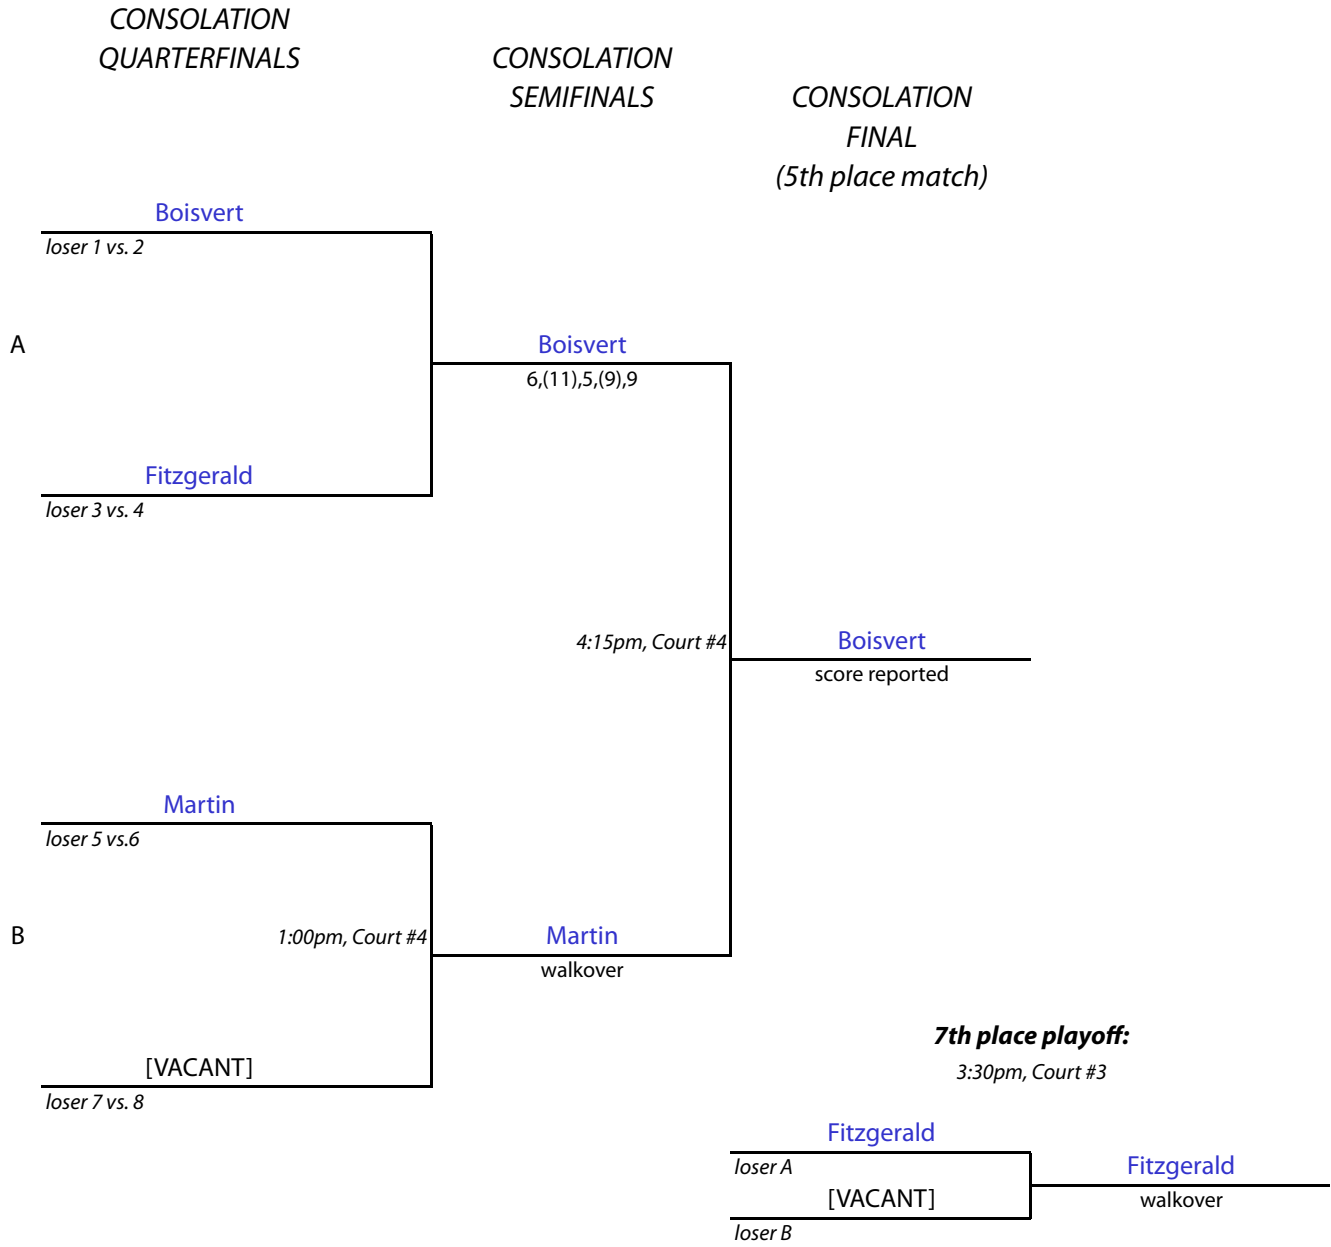 CONSOLATION
QUARTERFINALS
CONSOLATION
SEMIFINALS
CONSOLATION
FINAL
(5th place match)
Boisvert
loser 1 vs. 2
A
Boisvert
6,(11),5,(9),9
Fitzgerald
loser 3 vs. 4
4:15pm, Court #4
Boisvert
score reported
Martin
loser 5 vs.6
B
1:00pm, Court #4
Martin
walkover
[VACANT]
loser 7 vs. 8
7th place playoff:
3:30pm, Court #3
Fitzgerald
loser A
Fitzgerald
walkover
[VACANT]
loser B